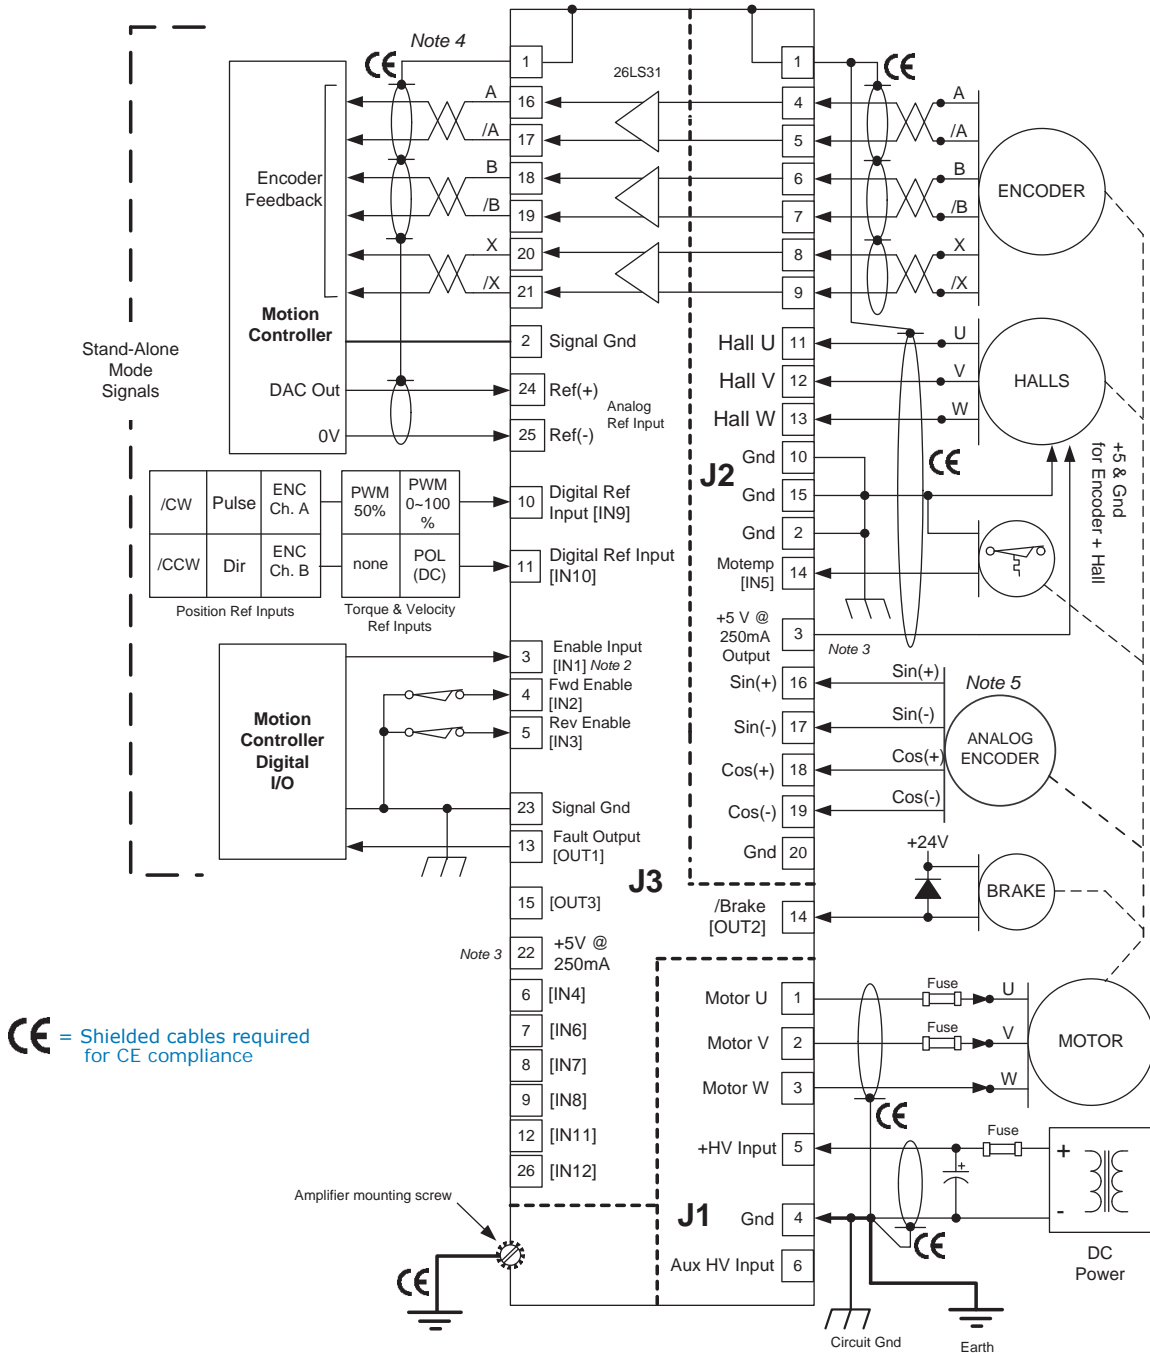 Note 4
CE
1
26LS31
1
CE
A
16
4
A
/A
17
5
/A
B
18
6
B
Encoder
Feedback
ENCODER
/B
19
7
/B
X
20
8
X
/X
21
9
/X
Motion
Controller
2
Signal Gnd
Stand-Alone
Mode
Signals
DAC Out
24
Ref(+)
Analog
Ref Input
0V
25
Ref(-)
Hall U
11
U
Hall V
12
V
HALLS
Hall W
13
W
Gnd
10
CE
+5 & Gnd
for Encoder + Hall
J2
Gnd
15
Gnd
2
Motemp
[IN5]
14
+5 V @
250mA
Output
3
Note 3
/CW
Pulse
ENC
Ch. A
PWM
50%
PWM
0~100
%
10
Digital Ref
Input [IN9]
/CCW
Dir
ENC
Ch. B
none
POL
(DC)
11
Digital Ref Input
[IN10]
Position Ref Inputs
Torque & Velocity
Ref Inputs
3
Enable Input
[IN1] Note 2
4
Fwd Enable
[IN2]
5
Rev Enable
[IN3]
Motion
Controller
Digital
I/O
23
Signal Gnd
13
Fault Output
[OUT1]
Sin(+)
16
Sin(+)
Note 5
Sin(-)
17
Sin(-)
ANALOG
ENCODER
Cos(+)
18
Cos(+)
Cos(-)
19
Cos(-)
Gnd
20
+24V
J3
15
[OUT3]
/Brake
[OUT2]
14
BRAKE
Note 3
22
+5V @
250mA
6
[IN4]
7
[IN6]
8
[IN7]
9
[IN8]
12
[IN11]
26
[IN12]
CE = Shielded cables required
for CE compliance
Motor U
1
Fuse
U
Motor V
2
Fuse
V
MOTOR
Motor W
3
W
CE
+HV Input
5
Fuse
+
+
-
J1
Gnd
4
CE
DC
Power
Aux HV Input
6
Amplifier mounting screw
CE
Circuit Gnd
Earth